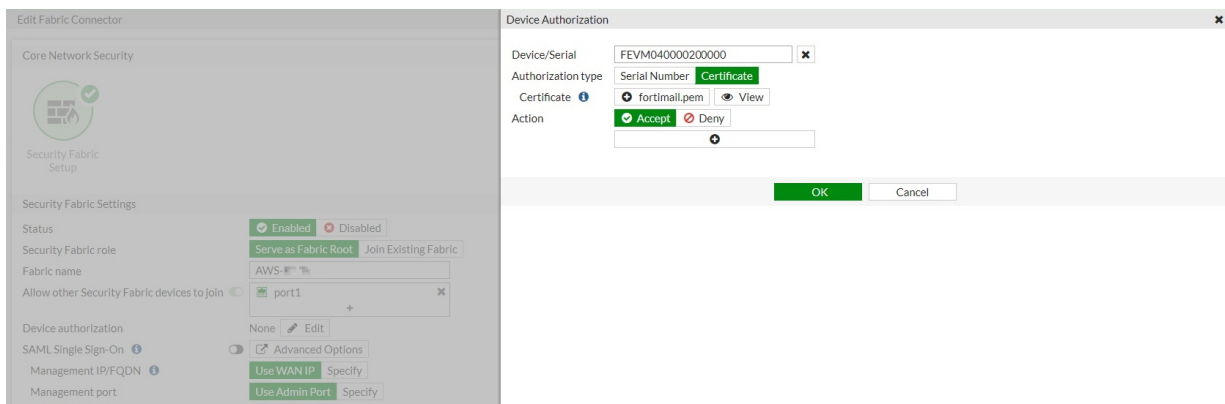 Edit Fabric Connector
Core Network Security
Security Fabric
Setup
Security Fabric Settings
Status Enabled Disabled
Security Fabric role Serve as Fabric Root Join Existing Fabric
Fabric name AWS-
Allow other Security Fabric devices to join port1
Device authorization None Edit
SAML Single Sign-On Advanced Options
Management IP/FQDN Use WAN IP Specify
Management port Use Admin Port Specify
Device Authorization
Device/Serial FEVM040000200000
Authorization type Serial Number Certificate
Certificate fortimail.pem View
Action Accept Deny
OK Cancel